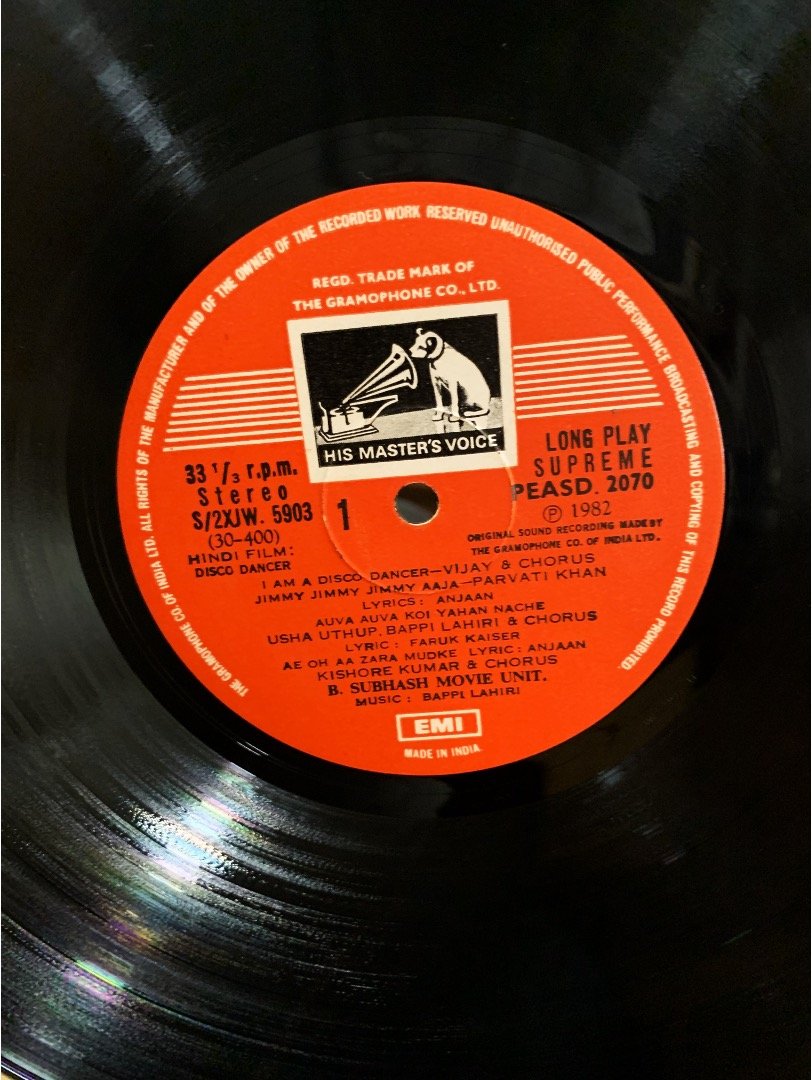 THE GRAMOPHONE CO. OF INDIA LTD. ALL RIGHTS OF THE MANUFACTURER AND OF THE OWNER OF THE RECORDED WORK RESERVED UNAUTHORISED PUBLIC PERFORMANCE BROADCASTING AND COPYING OF THIS RECORD PROHIBITED.
REGD. TRADE MARK OF
THE GRAMOPHONE CO., LTD.
HIS MASTER'S VOICE
33 1/3 r.p.m.
Stereo
S/2XJW. 5903
(30-400)
HINDI FILM:
DISCO DANCER
1
LONG PLAY
SUPREME
PEASD. 2070
Ⓟ 1982
ORIGINAL SOUND RECORDING MADE BY
THE GRAMOPHONE CO. OF INDIA LTD.
I AM A DISCO DANCER—VIJAY & CHORUS
JIMMY JIMMY JIMMY AAJA—PARVATI KHAN
LYRICS: ANJAAN
AUVA AUVA KOI YAHAN NACHE
USHA UTHUP, BAPPI LAHIRI & CHORUS
LYRIC: FARUK KAISER
AE OH AA ZARA MUDKE LYRIC: ANJAAN
KISHORE KUMAR & CHORUS
B. SUBHASH MOVIE UNIT.
MUSIC: BAPPI LAHIRI
EMI
MADE IN INDIA.